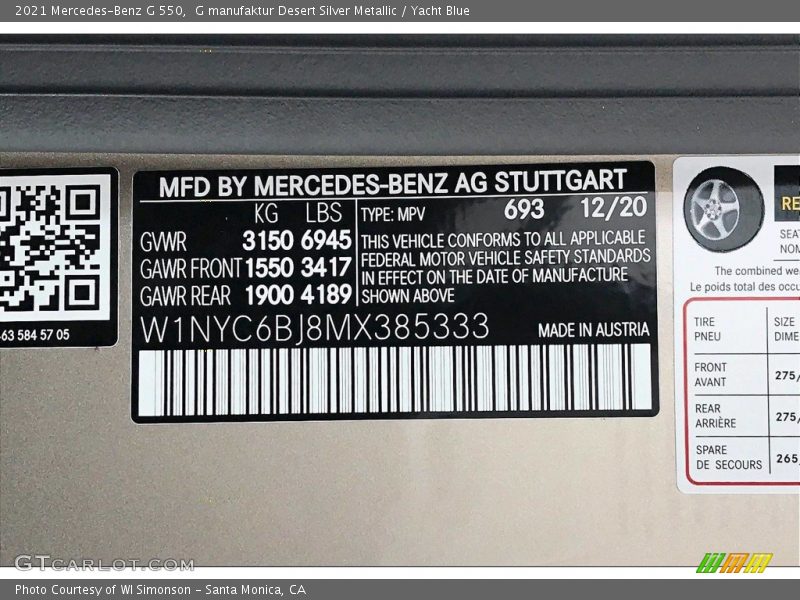 2021 Mercedes-Benz G 550,  G manufaktur Desert Silver Metallic / Yacht Blue
MFD BY MERCEDES-BENZ AG STUTTGART
KG LBS
GVWR 3150 6945
GAWR FRONT 1550 3417
GAWR REAR 1900 4189
TYPE: MPV 693 12/20
THIS VEHICLE CONFORMS TO ALL APPLICABLE
FEDERAL MOTOR VEHICLE SAFETY STANDARDS
IN EFFECT ON THE DATE OF MANUFACTURE
SHOWN ABOVE
W1NYC6BJ8MX385333 MADE IN AUSTRIA
63 584 57 05
The combined
Le poids total des
TIRE SIZE
PNEU
FRONT 275/
AVANT
REAR 275/
ARRIÈRE
SPARE 265
DE SECOURS
GTCARLOT.COM
Photo Courtesy of WI Simonson - Santa Monica, CA